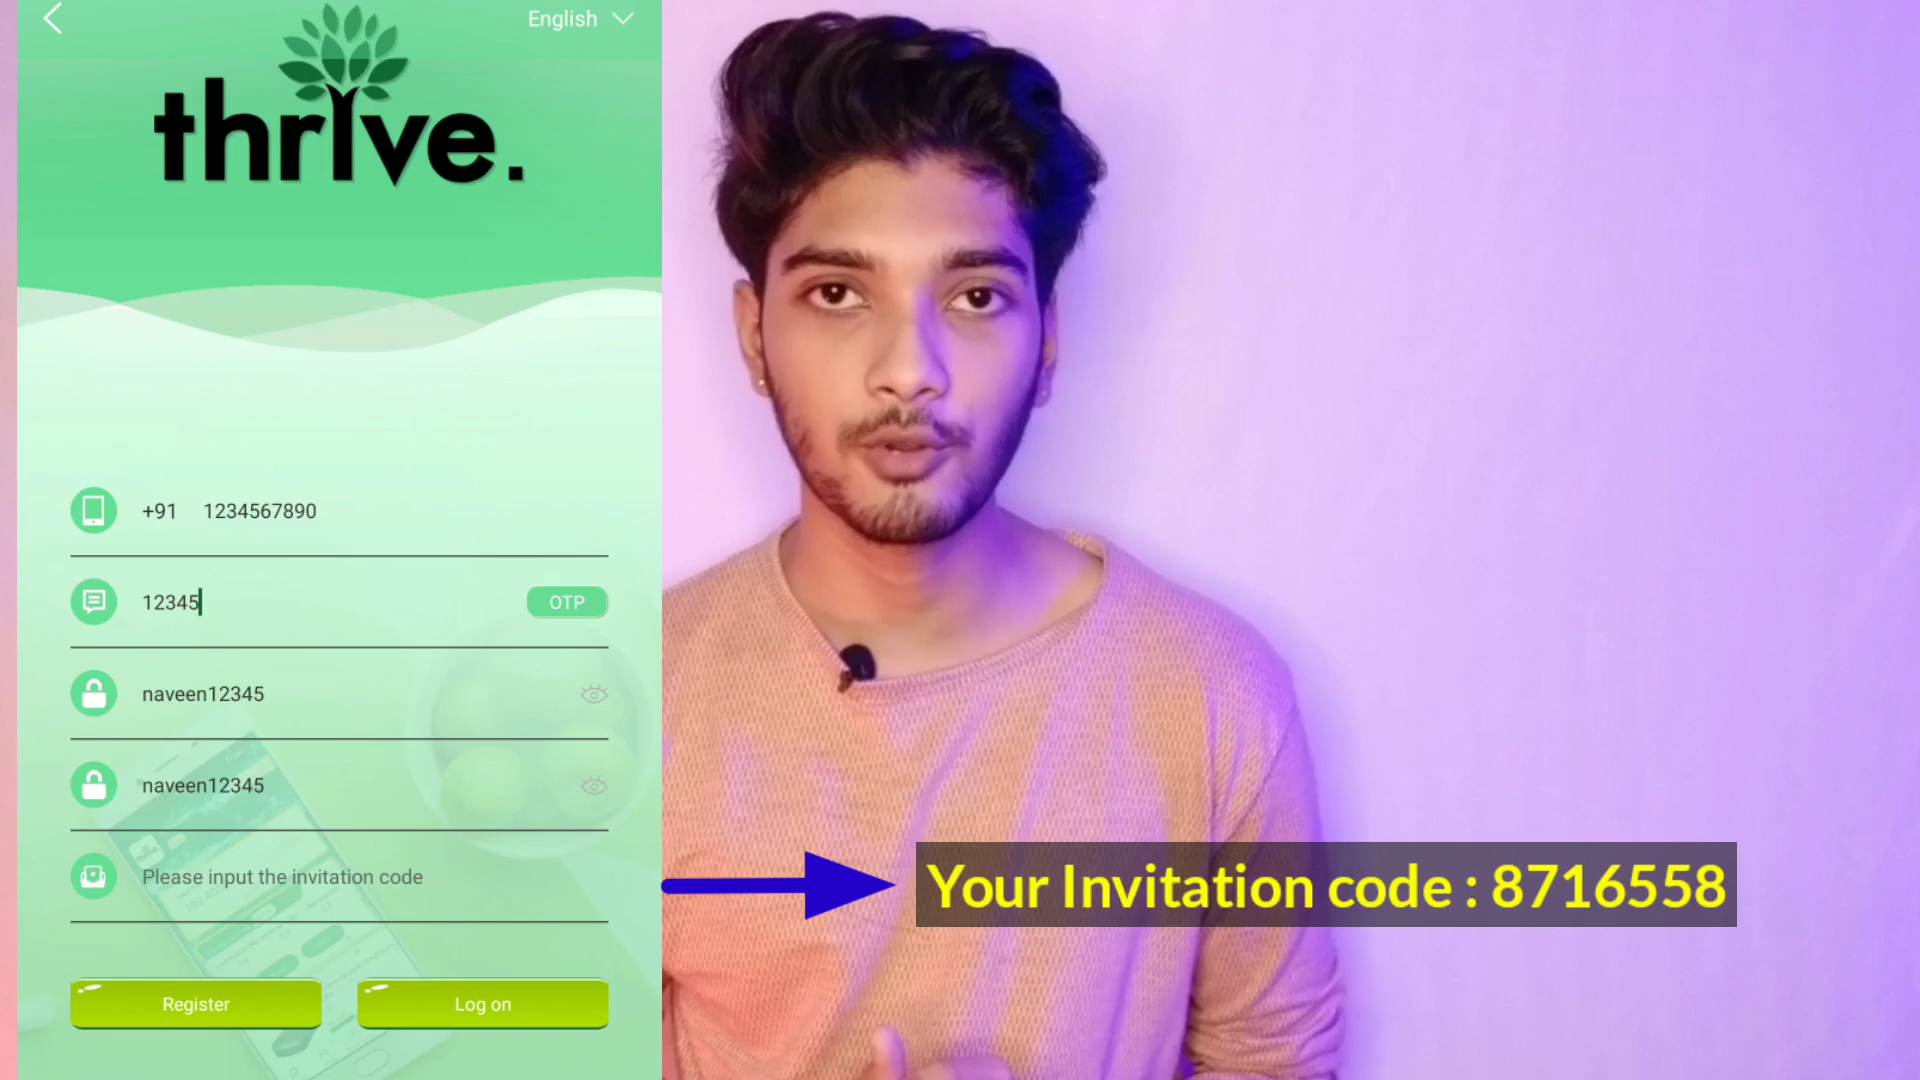 English
thrive.
+91 1234567890
12345
OTP
naveen12345
naveen12345
Please input the invitation code
Your Invitation code : 8716558
Register
Log on